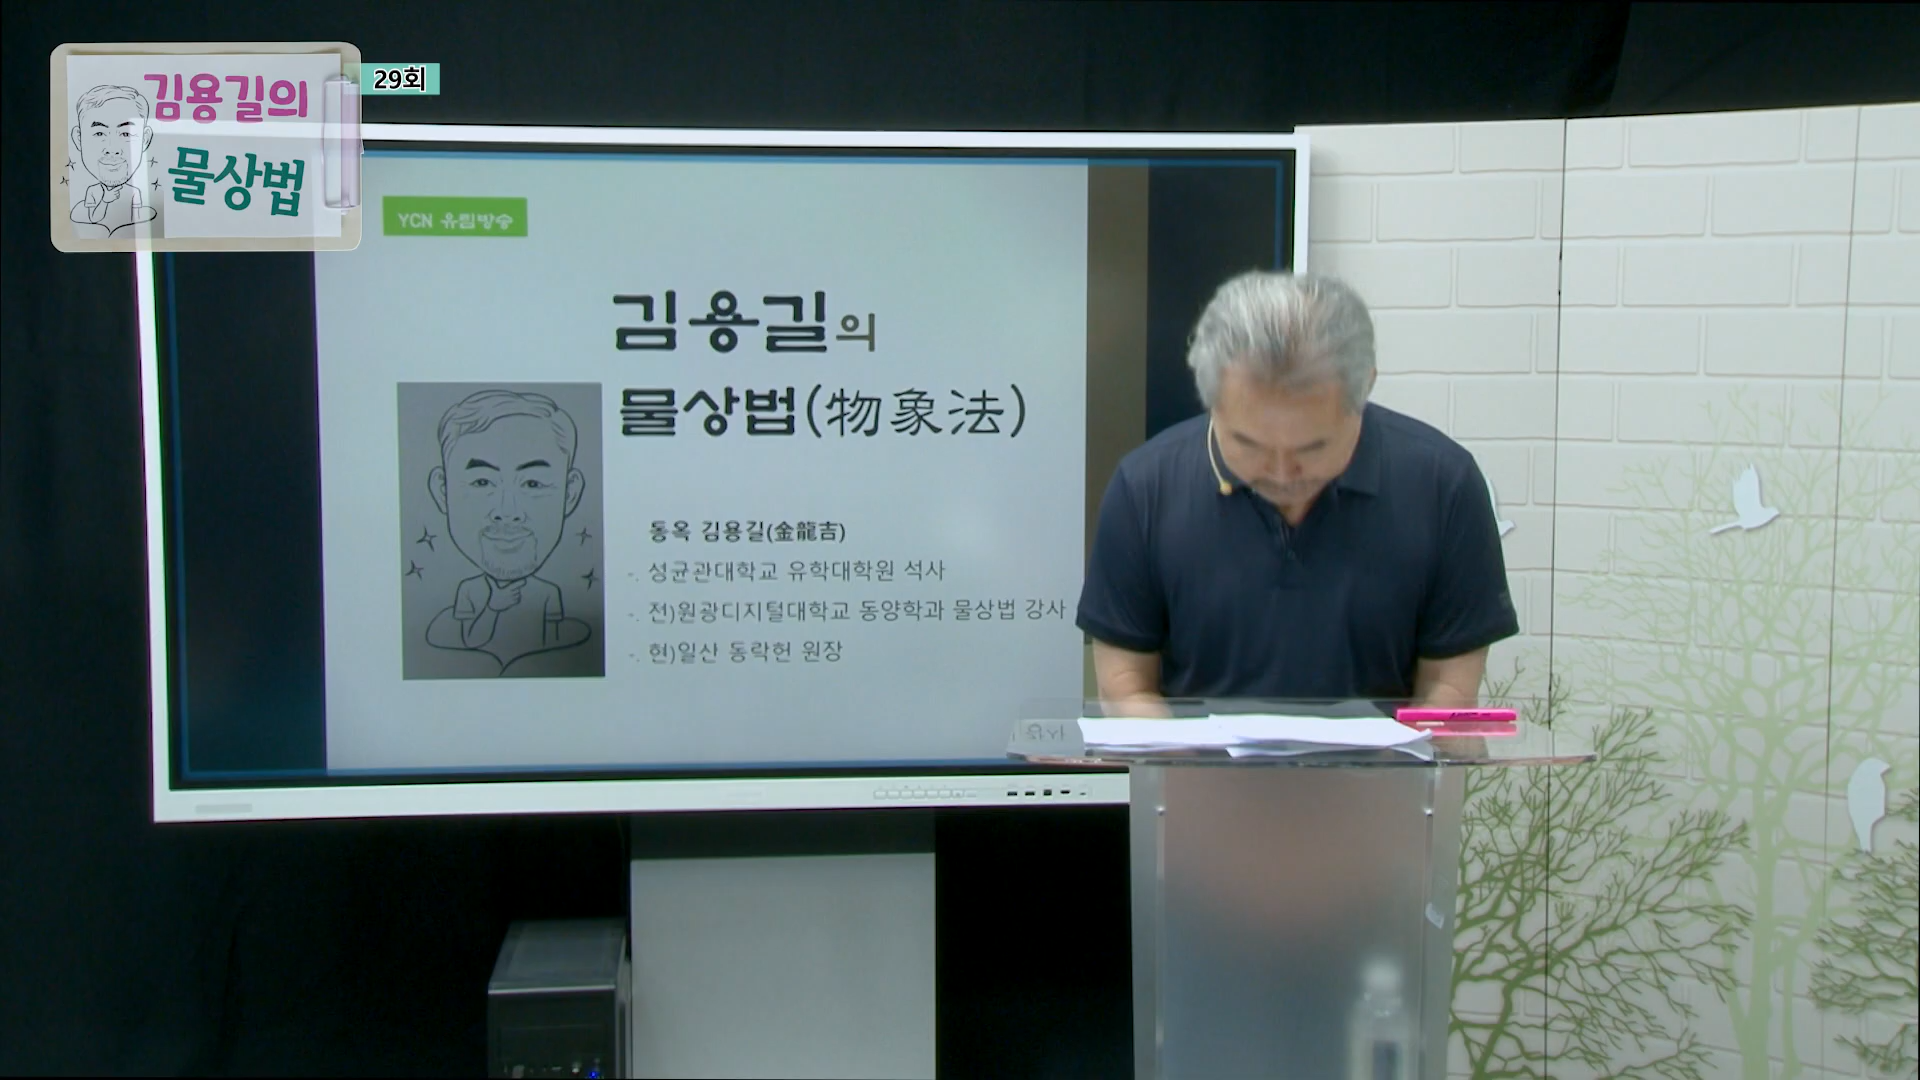 김용길의
물상법
29회
YCN 유림방송
김용길의
물상법(物象法)
동옥 김용길(金龍吉)
-. 성균관대학교 유학대학원 석사
-. 전)원광디지털대학교 동양학과 물상법 강사
-. 현)일산 동락헌 원장